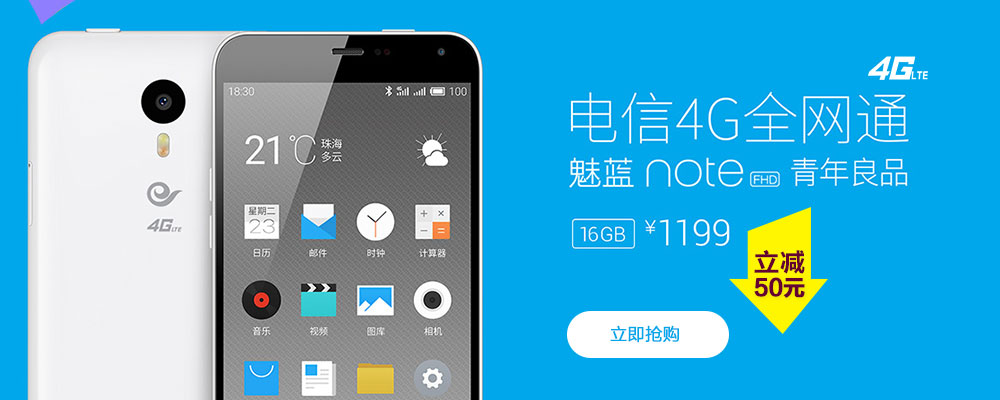 4G LTE
18:30
4G
100
21℃
珠海
多云
星期二
23
日历
邮件
时钟
计算器
音乐
视频
图库
相机
4G LTE
电信4G全网通
魅蓝 note FHD 青年良品
16GB ¥1199
立减
50元
立即抢购